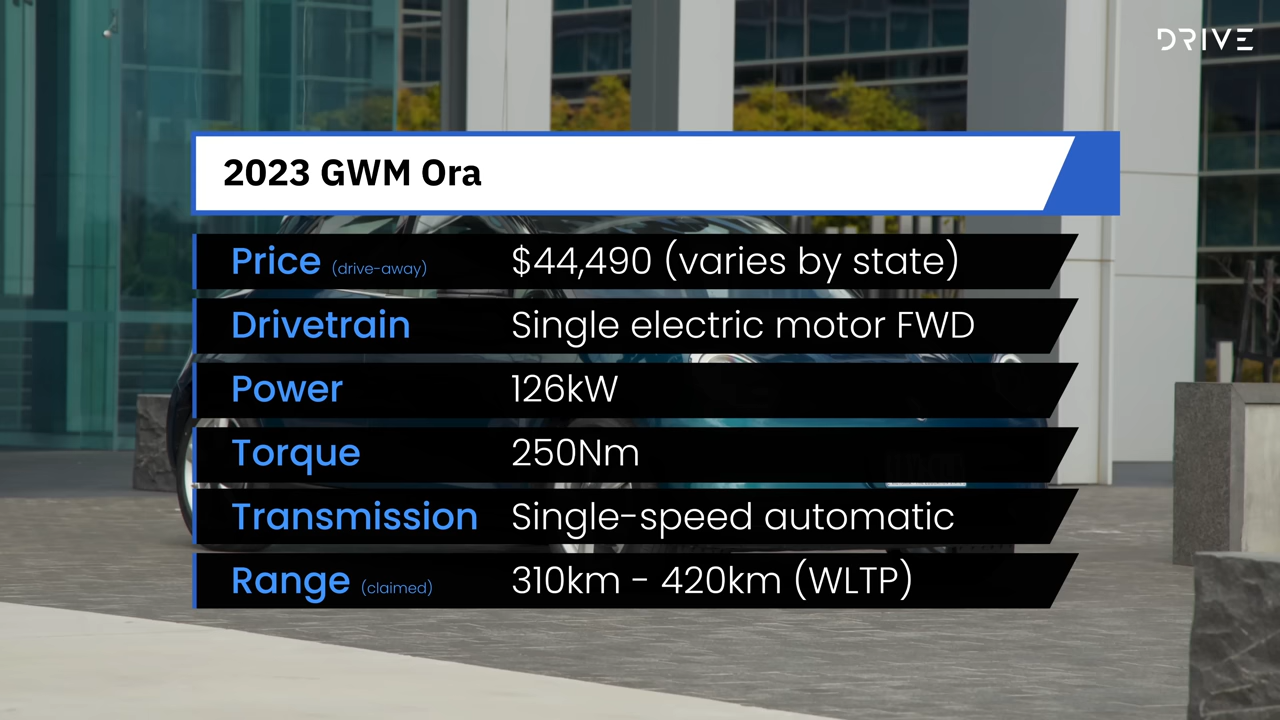 DRIVE
2023 GWM Ora
Price (drive-away) $44,490 (varies by state)
Drivetrain Single electric motor FWD
Power 126kW
Torque 250Nm
Transmission Single-speed automatic
Range (claimed) 310km - 420km (WLTP)